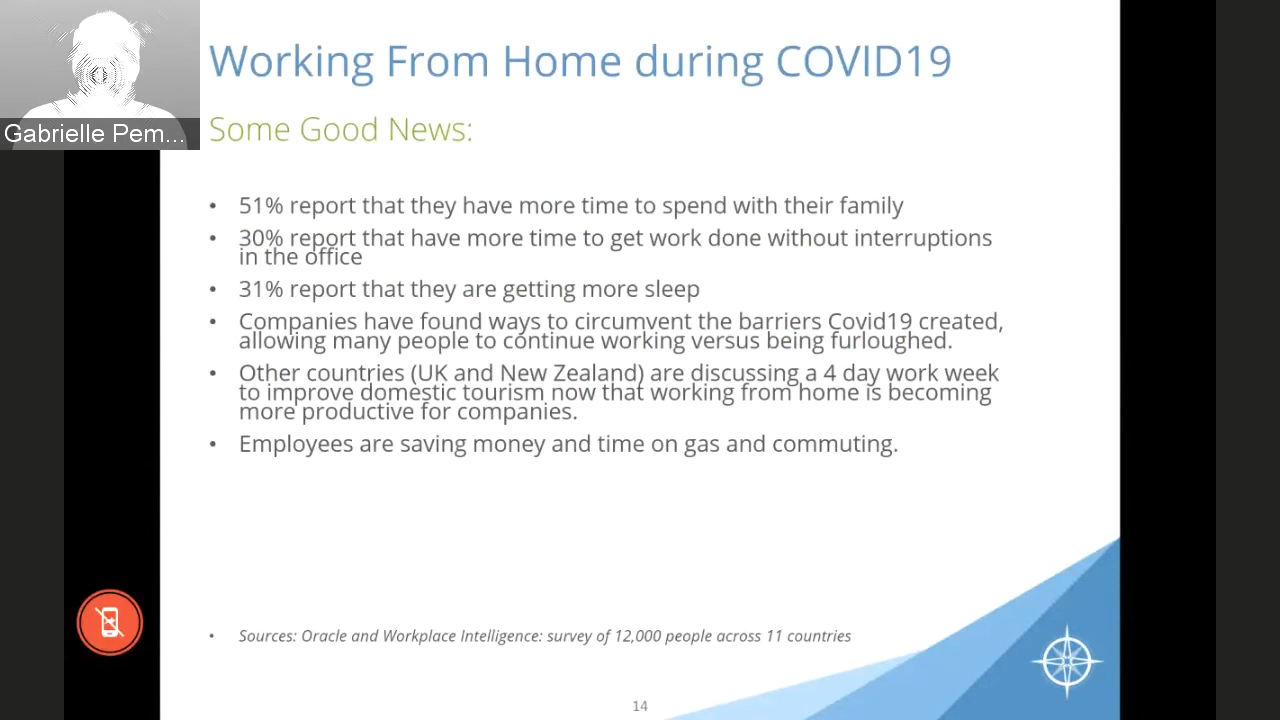 Gabrielle Pem...
Working From Home during COVID19
Some Good News:
• 51% report that they have more time to spend with their family
• 30% report that have more time to get work done without interruptions
in the office
• 31% report that they are getting more sleep
• Companies have found ways to circumvent the barriers Covid19 created,
allowing many people to continue working versus being furloughed.
• Other countries (UK and New Zealand) are discussing a 4 day work week
to improve domestic tourism now that working from home is becoming
more productive for companies.
• Employees are saving money and time on gas and commuting.
• Sources: Oracle and Workplace Intelligence: survey of 12,000 people across 11 countries
14